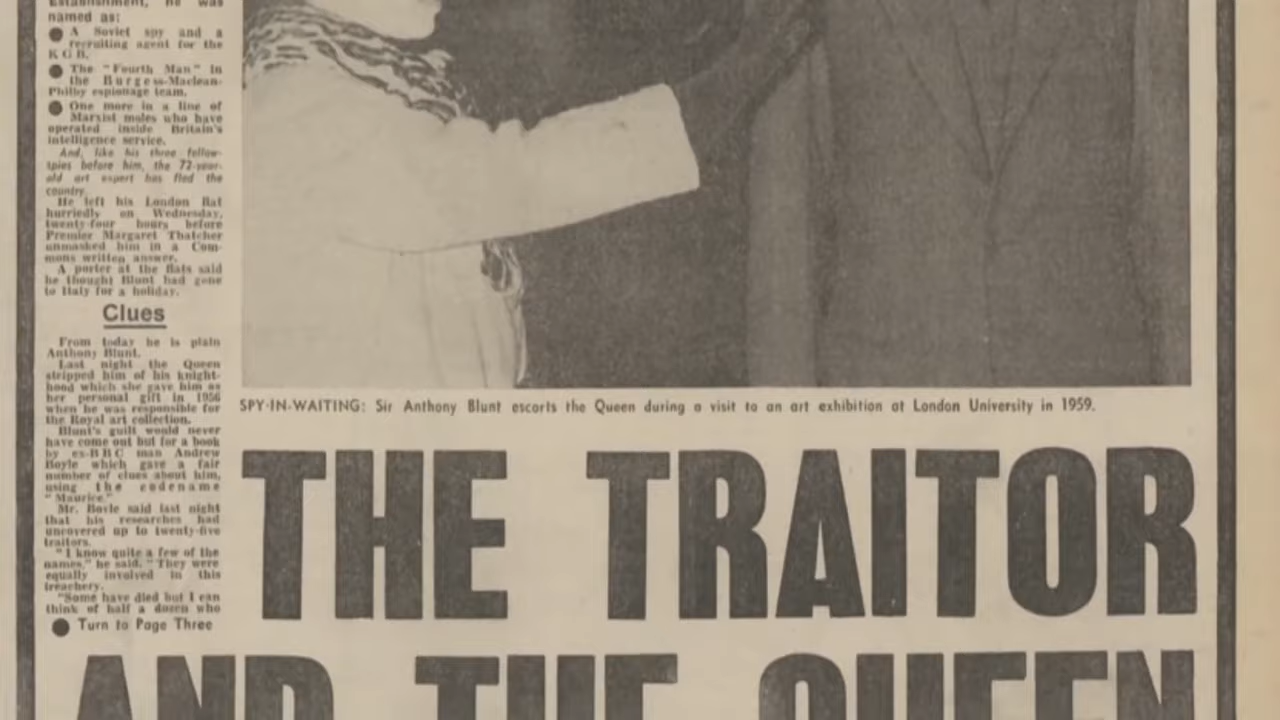 Establishment, he was
named as:
● A Soviet spy and a
recruiting agent for the
KGB.
● The "Fourth Man" in
the Burgess-Maclean-
Philby espionage team.
● One more in a line of
Marxist moles who have
operated inside Britain's
intelligence service.
And, like his three fellow-
spies before him, the 72-year-
old art expert has fled the
country.
He left his London flat
hurriedly on Wednesday,
twenty-four hours before
Premier Margaret Thatcher
unmasked him in a Com-
mons written answer.
A porter at the flats said
he thought Blunt had gone
to Italy for a holiday.
Clues
From today he is plain
Anthony Blunt.
Last night the Queen
stripped him of his knight-
hood which she gave him as
her personal gift in 1956
when he was responsible for
the Royal art collection.
Blunt's guilt would never
have come out but for a book
by ex-BBC man Andrew
Boyle which gave a fair
number of clues about him,
using the codename
"Maurice."
Mr. Boyle said last night
that his researches had
uncovered up to twenty-five
traitors.
"I know quite a few of the
names," he said. "They were
equally involved in this
treachery.
"Some have died but I can
think of half a dozen who
● Turn to Page Three
SPY-IN-WAITING: Sir Anthony Blunt escorts the Queen during a visit to an art exhibition at London University in 1959.
THE TRAITOR
AND THE QUEEN